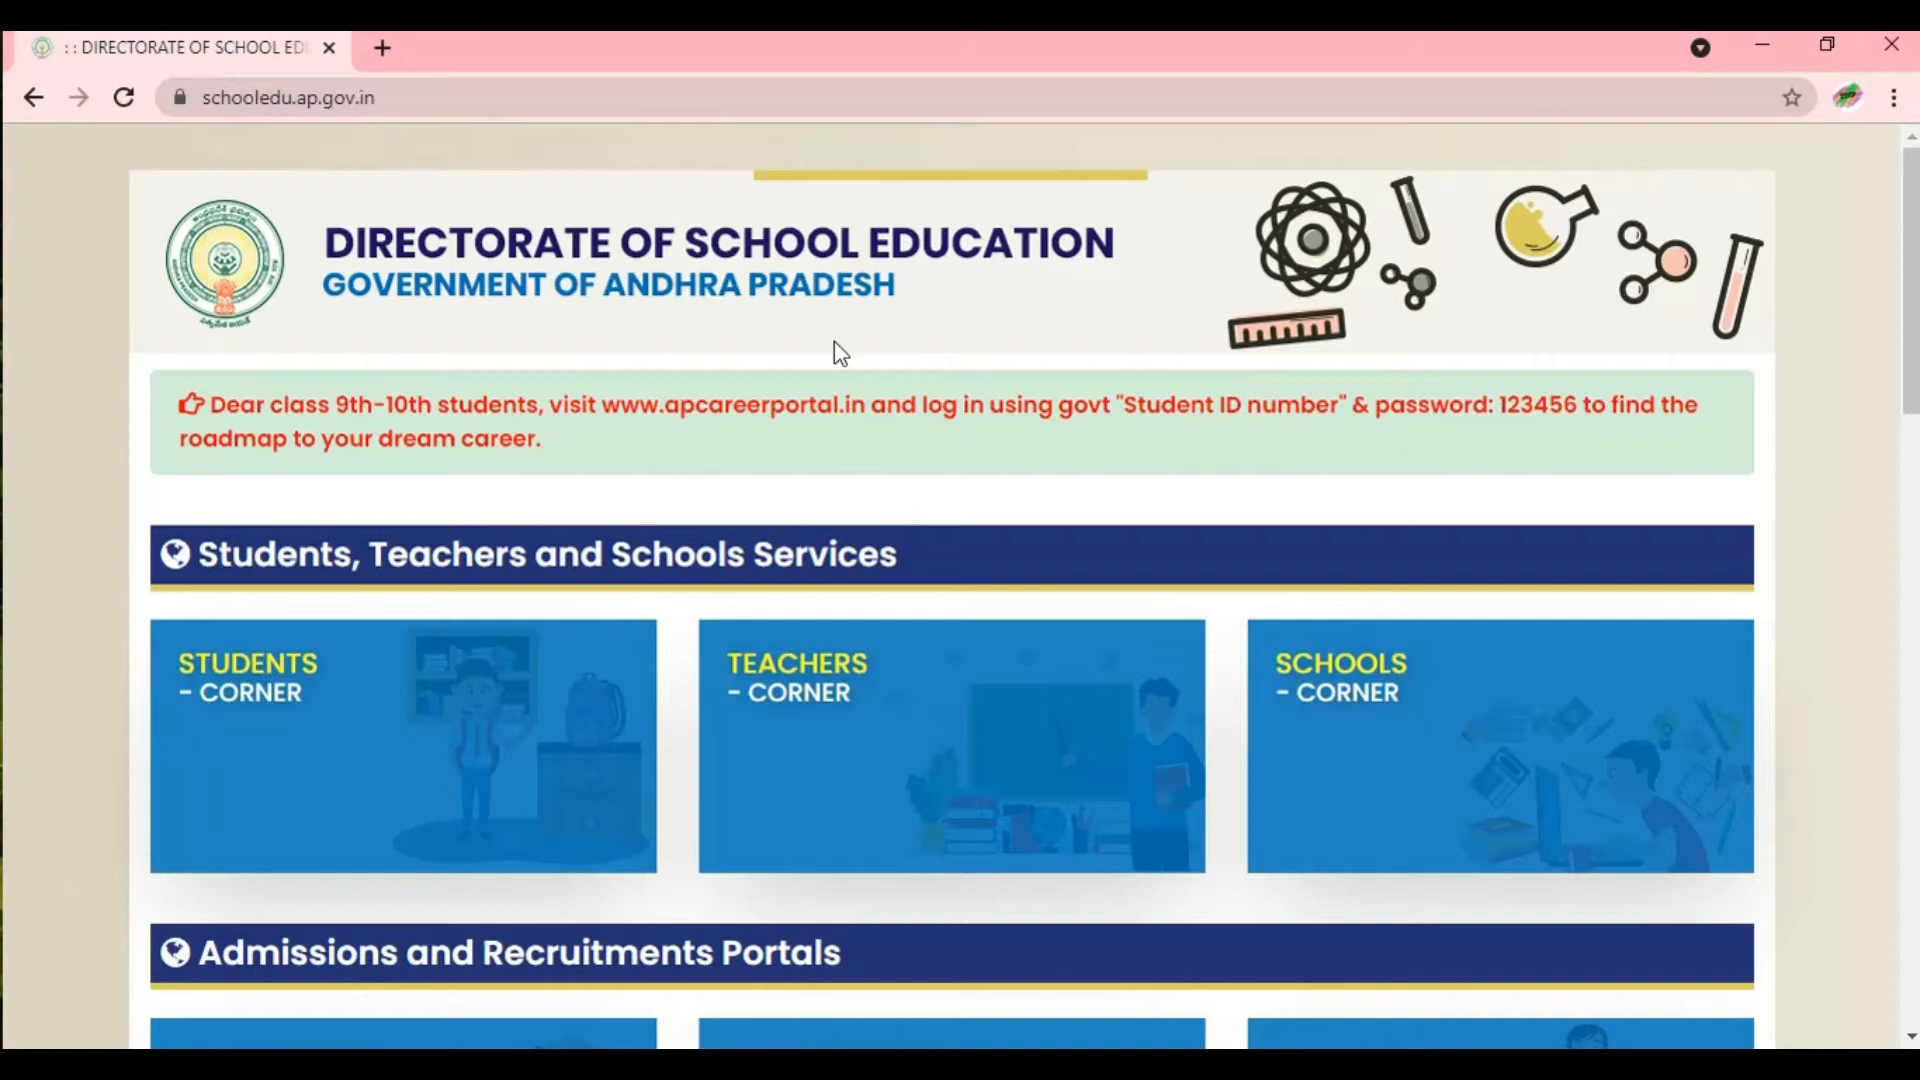 : : DIRECTORATE OF SCHOOL ED
schooledu.ap.gov.in
DIRECTORATE OF SCHOOL EDUCATION
GOVERNMENT OF ANDHRA PRADESH
Dear class 9th-10th students, visit www.apcareerportal.in and log in using govt "Student ID number" & password: 123456 to find the
roadmap to your dream career.
Students, Teachers and Schools Services
STUDENTS
- CORNER
TEACHERS
- CORNER
SCHOOLS
- CORNER
Admissions and Recruitments Portals